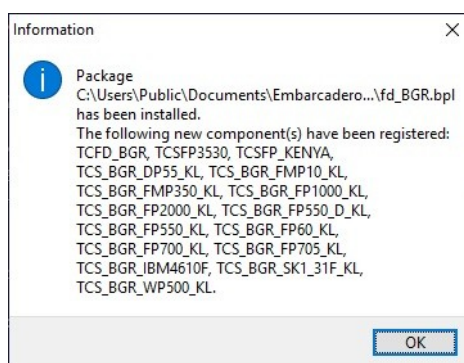 Information
Package
C:\Users\Public\Documents\Embarcadero...\fd_BGR.bpl
has been installed.
The following new component(s) have been registered:
TCFD_BGR, TCSFP3530, TCSFP_KENYA,
TCS_BGR_DP55_KL, TCS_BGR_FMP10_KL,
TCS_BGR_FMP350_KL, TCS_BGR_FP1000_KL,
TCS_BGR_FP2000_KL, TCS_BGR_FP550_D_KL,
TCS_BGR_FP550_KL, TCS_BGR_FP60_KL,
TCS_BGR_FP700_KL, TCS_BGR_FP705_KL,
TCS_BGR_IBM4610F, TCS_BGR_SK1_31F_KL,
TCS_BGR_WP500_KL.
OK